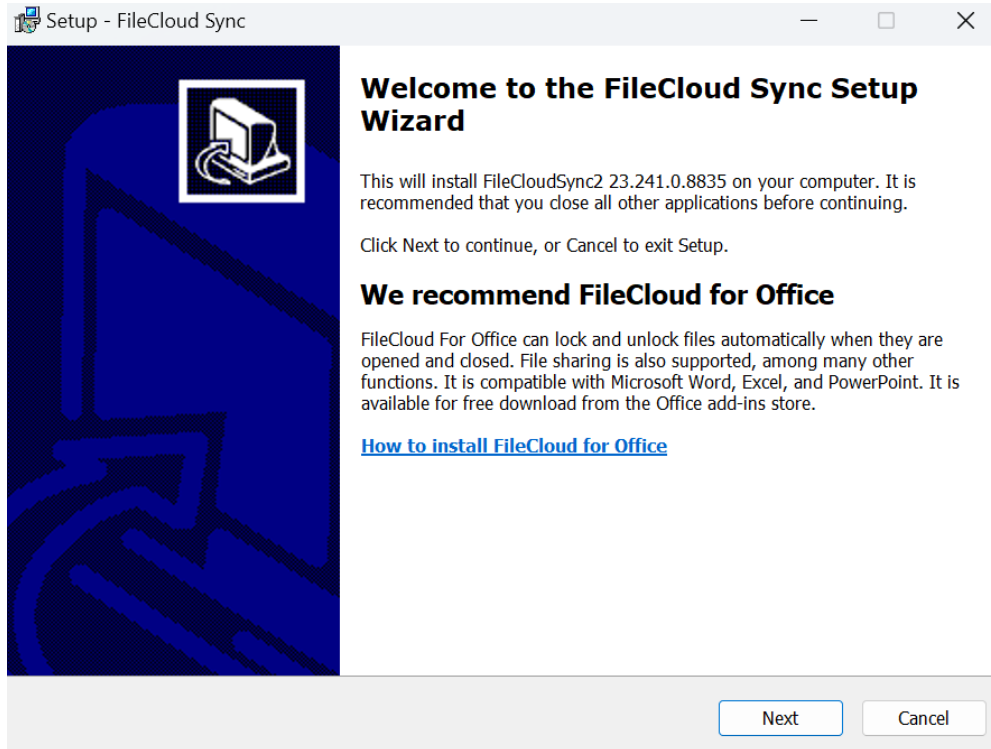 Setup - FileCloud Sync
Welcome to the FileCloud Sync Setup
Wizard
This will install FileCloudSync2 23.241.0.8835 on your computer. It is
recommended that you close all other applications before continuing.
Click Next to continue, or Cancel to exit Setup.
We recommend FileCloud for Office
FileCloud For Office can lock and unlock files automatically when they are
opened and closed. File sharing is also supported, among many other
functions. It is compatible with Microsoft Word, Excel, and PowerPoint. It is
available for free download from the Office add-ins store.
How to install FileCloud for Office
Next
Cancel